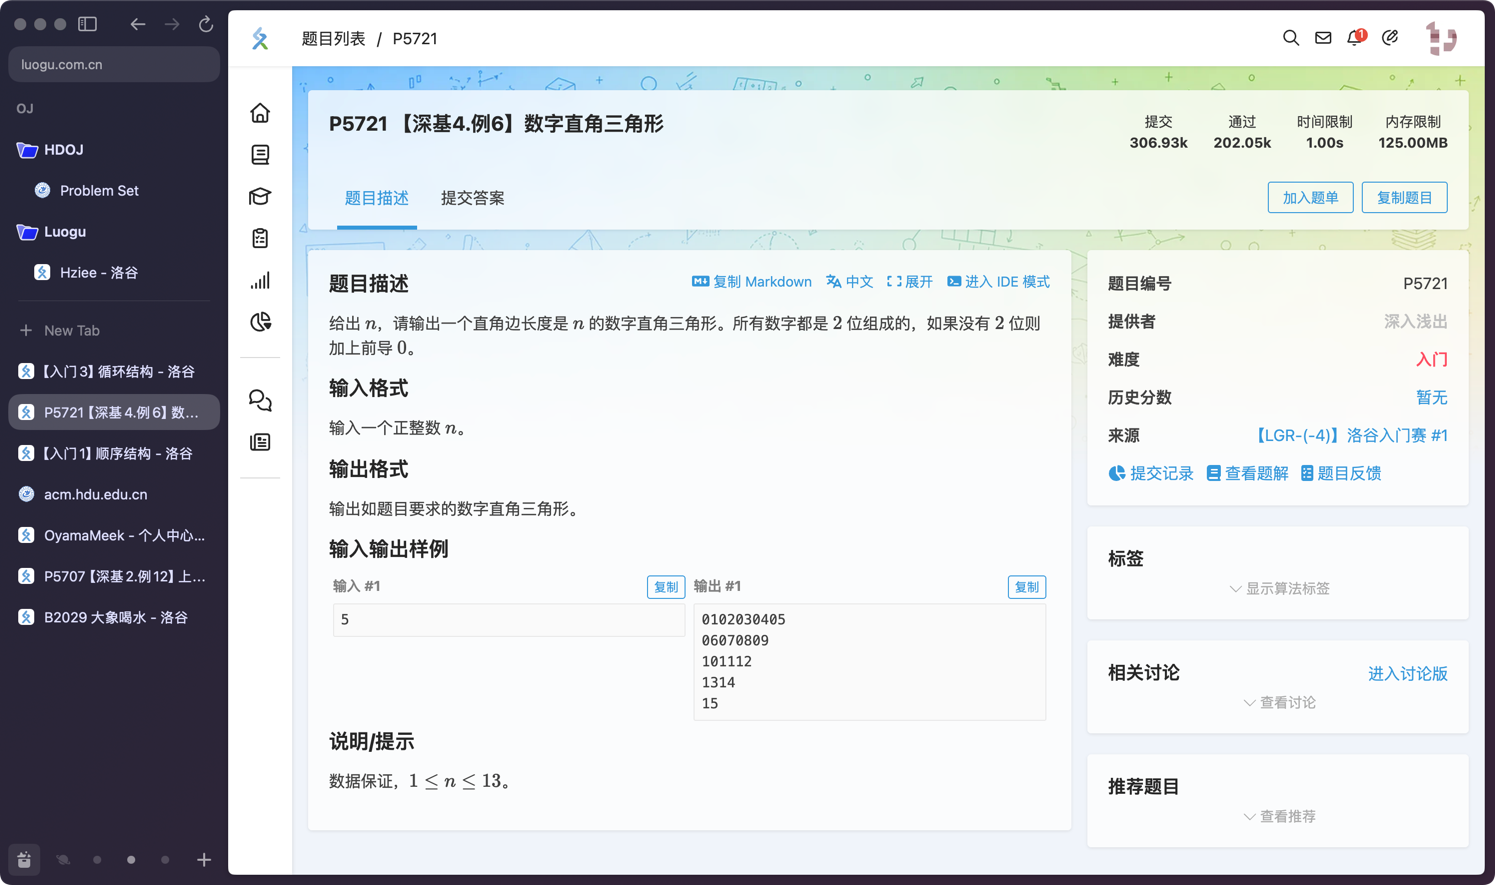 luogu.com.cn
OJ
HDOJ
Problem Set
Luogu
Hziee - 洛谷
New Tab
【入门3】循环结构 - 洛谷
P5721【深基4.例6】数...
【入门1】顺序结构 - 洛谷
acm.hdu.edu.cn
OyamaMeek - 个人中心...
P5707【深基2.例12】上...
B2029 大象喝水 - 洛谷
题目列表 / P5721
1
P5721 【深基4.例6】数字直角三角形
提交 通过 时间限制 内存限制
306.93k 202.05k 1.00s 125.00MB
题目描述 提交答案
加入题单 复制题目
题目描述
复制 Markdown 中文 展开 进入 IDE 模式
给出 n，请输出一个直角边长度是 n 的数字直角三角形。所有数字都是 2 位组成的，如果没有 2 位则
加上前导 0。
输入格式
输入一个正整数 n。
输出格式
输出如题目要求的数字直角三角形。
输入输出样例
输入 #1 复制
5
输出 #1 复制
0102030405
06070809
101112
1314
15
说明/提示
数据保证，1 ≤ n ≤ 13。
题目编号 P5721
提供者 深入浅出
难度 入门
历史分数 暂无
来源 【LGR-(-4)】洛谷入门赛 #1
提交记录 查看题解 题目反馈
标签
显示算法标签
相关讨论 进入讨论版
查看讨论
推荐题目
查看推荐